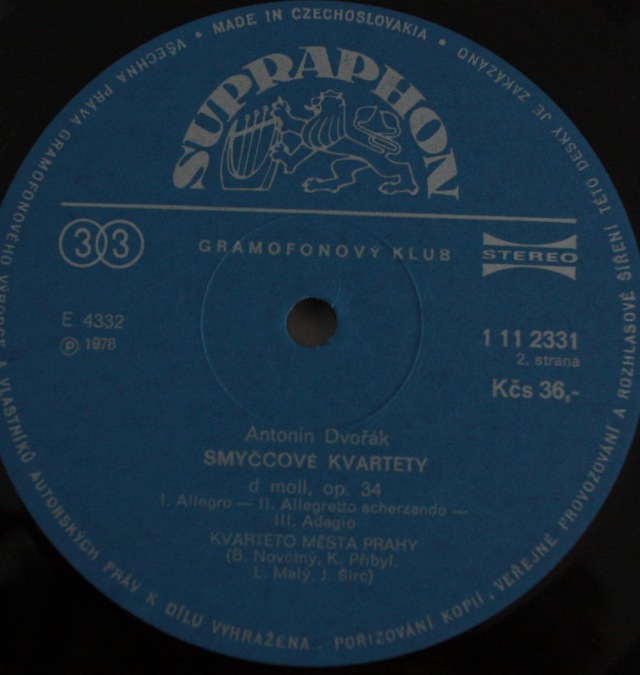 VŠECHNA PRÁVA GRAMOFONOVÉHO VÝROBCE A VLASTNÍKŮ AUTORSKÝCH PRÁV K DÍLU VYHRAŽENA. POŘIZOVÁNÍ KOPIÍ, VEŘEJNÉ PROVOZOVÁNÍ A ROZHLASOVÉ ŠÍŘENÍ TÉTO DESKY JE ZAKÁZÁNO
• MADE IN CZECHOSLOVAKIA •
SUPRAPHON
33
GRAMOFONOVÝ KLUB
STEREO
E 4332
Ⓟ 1978
1 11 2331
2. strana
Kčs 36,-
Antonín Dvořák
SMYČCOVÉ KVARTETY
d moll, op. 34
I. Allegro — II. Allegretto scherzando —
III. Adagio
KVARTETO MĚSTA PRAHY
(B. Novotný, K. Přibyl,
L. Malý, J. Širc)